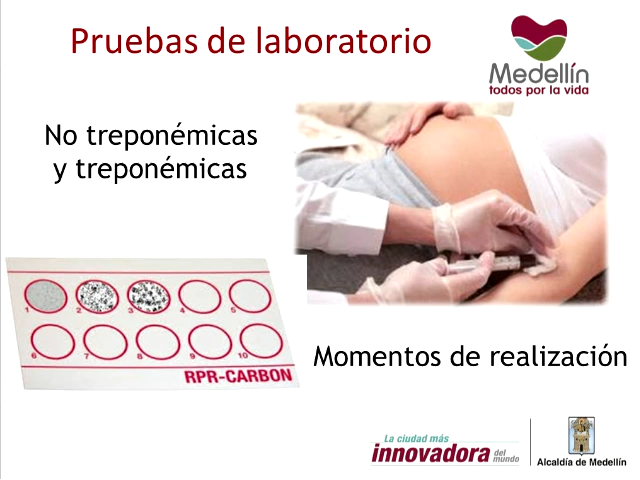 Pruebas de laboratorio
Medellín
todos por la vida
No treponémicas
y treponémicas
1 2 3 4 5
6 7 8 9 10
RPR-CARBON
Momentos de realización
La ciudad más
innovadora del
mundo
Alcaldía de Medellín